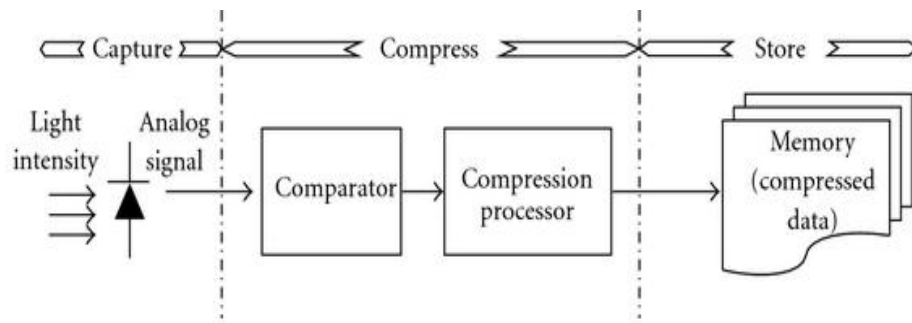 Capture
Compress
Store
Light
intensity
Analog
signal
Comparator
Compression
processor
Memory
(compressed
data)